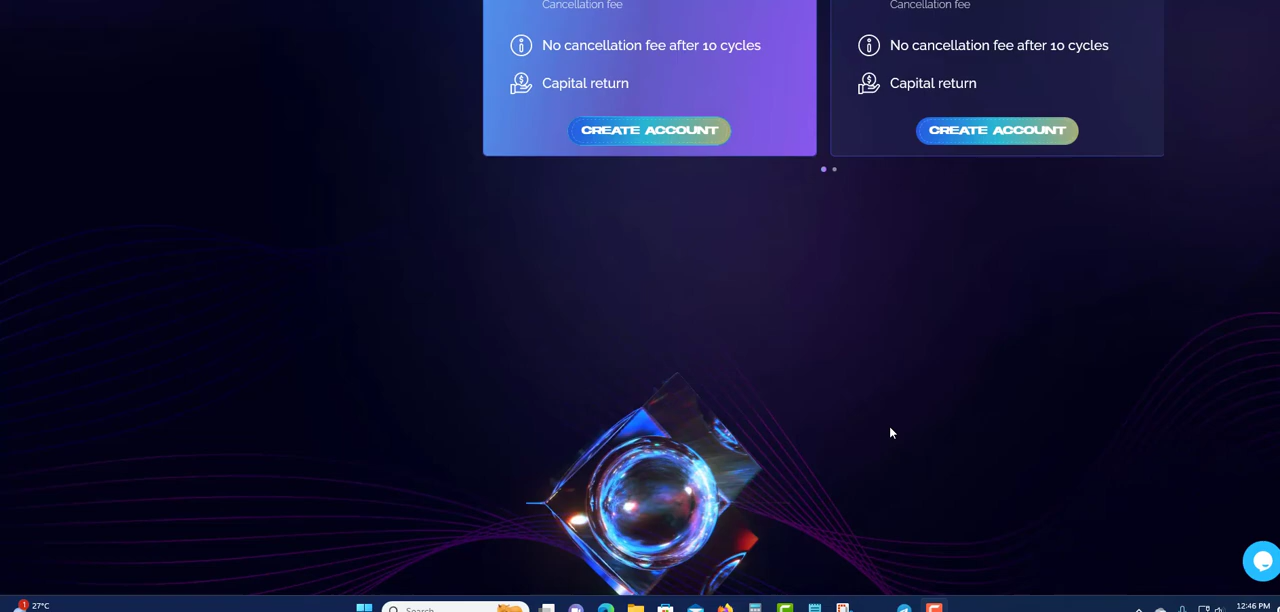 Cancellation fee
No cancellation fee after 10 cycles
Capital return
CREATE ACCOUNT
Cancellation fee
No cancellation fee after 10 cycles
Capital return
CREATE ACCOUNT
1
27°C
Search
12:46 PM